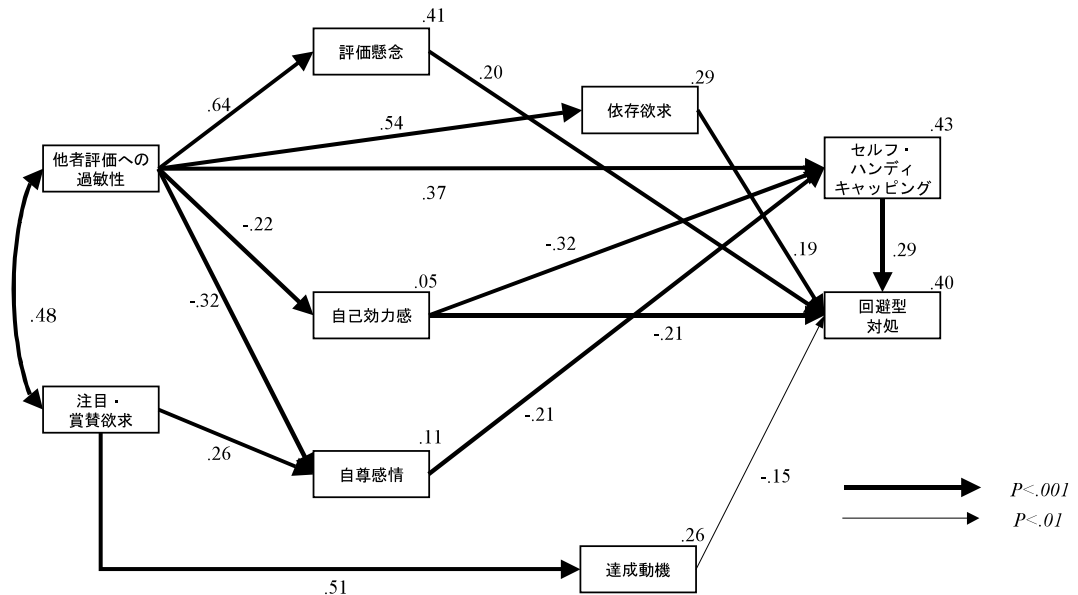 .41
評価懸念
.20
.29
依存欲求
.64
.54
.43
セルフ・
ハンディ
キャッピング
他者評価への
過敏性
.37
-.22
-.32
.19
.29
.05
自己効力感
.40
回避型
対処
-.32
.48
-.21
注目・
賞賛欲求
.26
.11
自尊感情
-.21
-.15
P<.001
P<.01
.26
達成動機
.51